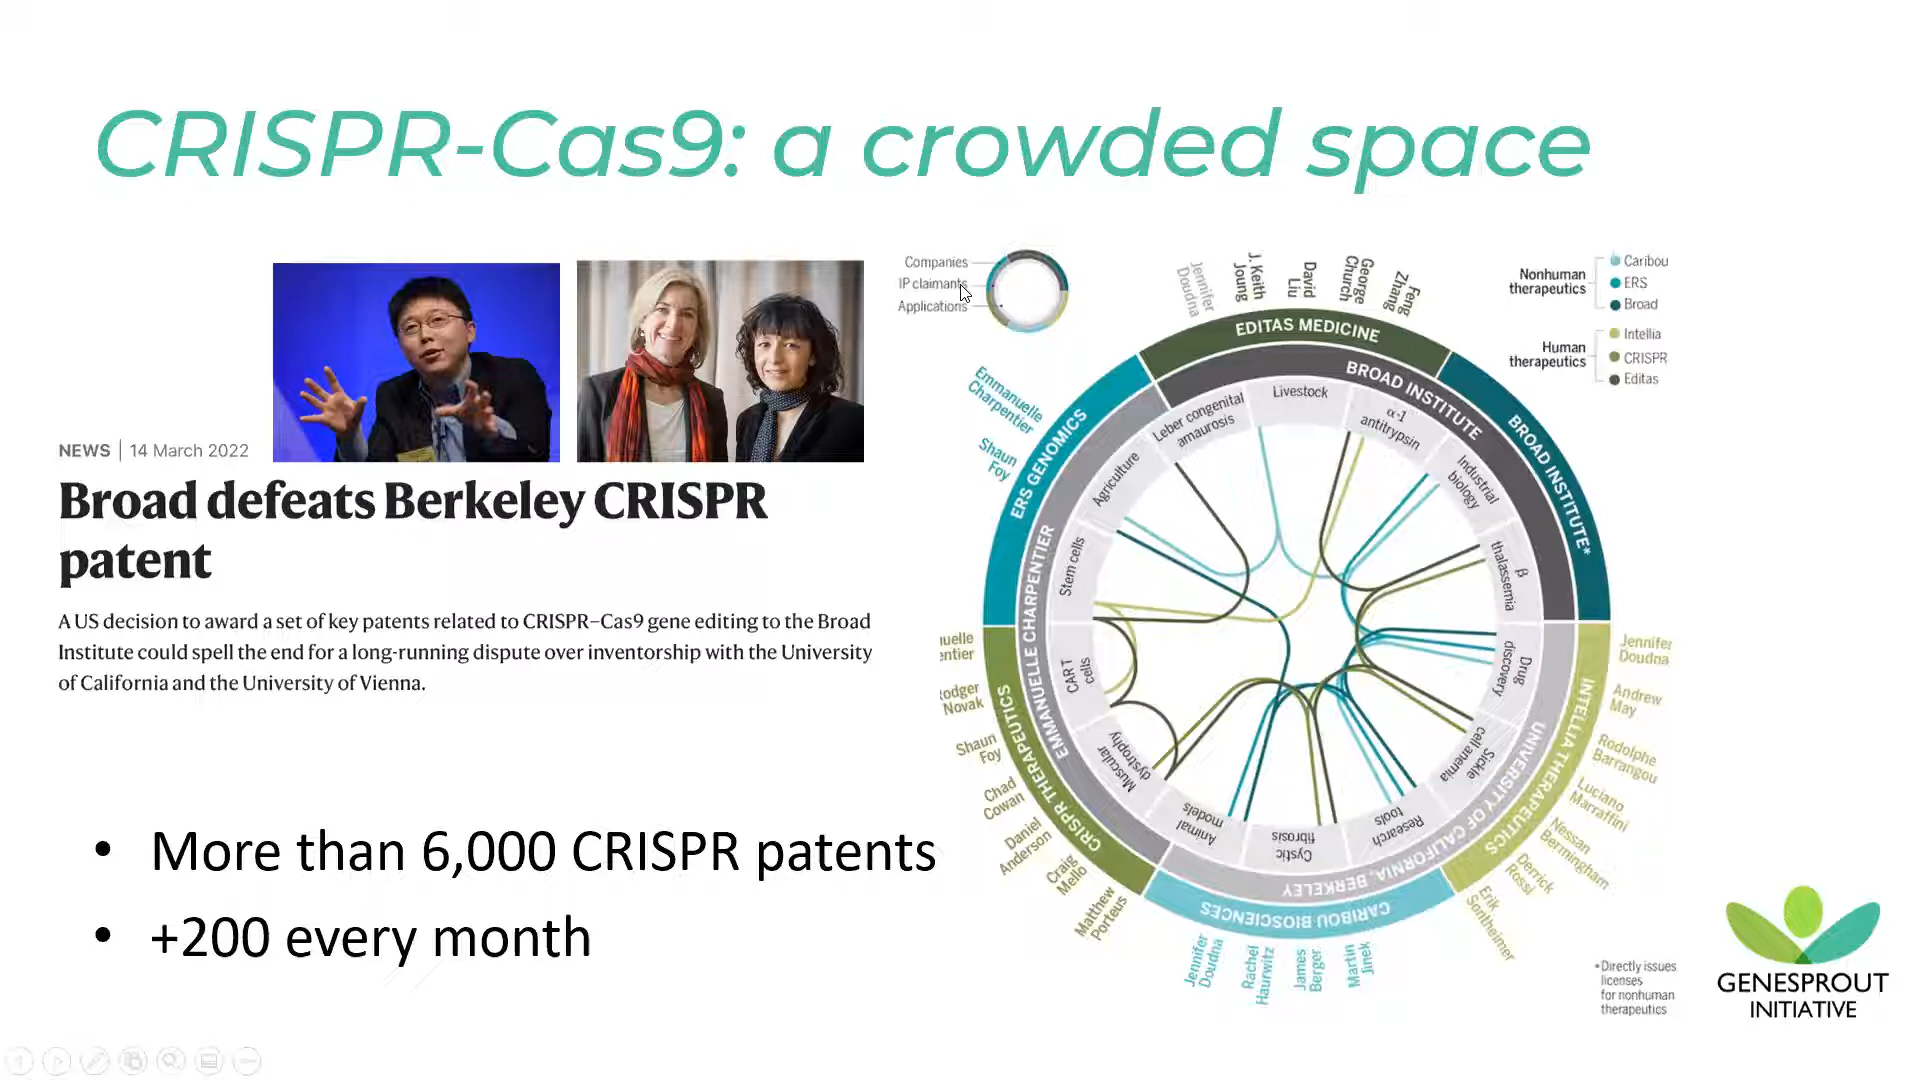 CRISPR-Cas9: a crowded space
NEWS | 14 March 2022
Broad defeats Berkeley CRISPR
patent
A US decision to award a set of key patents related to CRISPR–Cas9 gene editing to the Broad
Institute could spell the end for a long-running dispute over inventorship with the University
of California and the University of Vienna.
• More than 6,000 CRISPR patents
• +200 every month
Companies
IP claimants
Applications
Nonhuman
therapeutics
Caribou
ERS
Broad
Human
therapeutics
Intellia
CRISPR
Editas
Jennifer
Doudna
J. Keith
Joung
David
Liu
George
Church
Feng
Zhang
EDITAS MEDICINE
BROAD INSTITUTE
BROAD INSTITUTE*
Emmanuelle
Charpentier
Shaun
Foy
ERS GENOMICS
EMMANUELLE CHARPENTIER
Leber congenital
amaurosis
Livestock
α-1
antitrypsin
Industrial
biology
β
thalassemia
Drug
discovery
Sickle
cell anemia
Research
tools
Cystic
fibrosis
Animal
models
Muscular
dystrophy
CAR T
cells
Stem cells
Agriculture
UNIVERSITY OF CALIFORNIA, BERKELEY
INTELLIA THERAPEUTICS
Jennifer
Doudna
Andrew
May
Rodolphe
Barrangou
Luciano
Marraffini
Nessan
Bermingham
Derrick
Rossi
Erik
Sontheimer
CARIBOU BIOSCIENCES
Jennifer
Doudna
Rachel
Haurwitz
James
Berger
Martin
Jinek
CRISPR THERAPEUTICS
nuelle
entier
odger
Novak
Shaun
Foy
Chad
Cowan
Daniel
Anderson
Craig
Mello
Matthew
Porteus
*Directly issues
licenses
for nonhuman
therapeutics
GENESPROUT
INITIATIVE